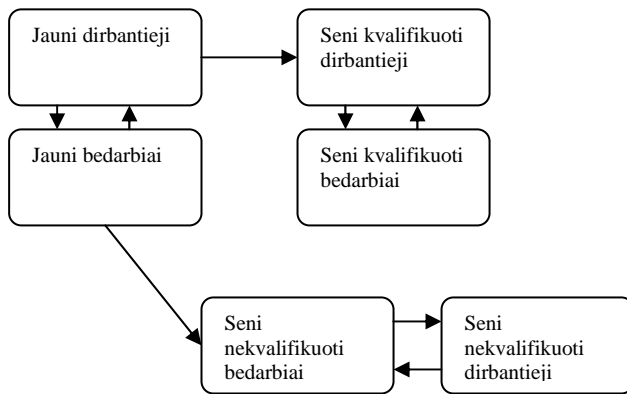 Jauni dirbantieji
Seni kvalifikuoti
dirbantieji
Jauni bedarbiai
Seni kvalifikuoti
bedarbiai
Seni
nekvalifikuoti
bedarbiai
Seni
nekvalifikuoti
dirbantieji